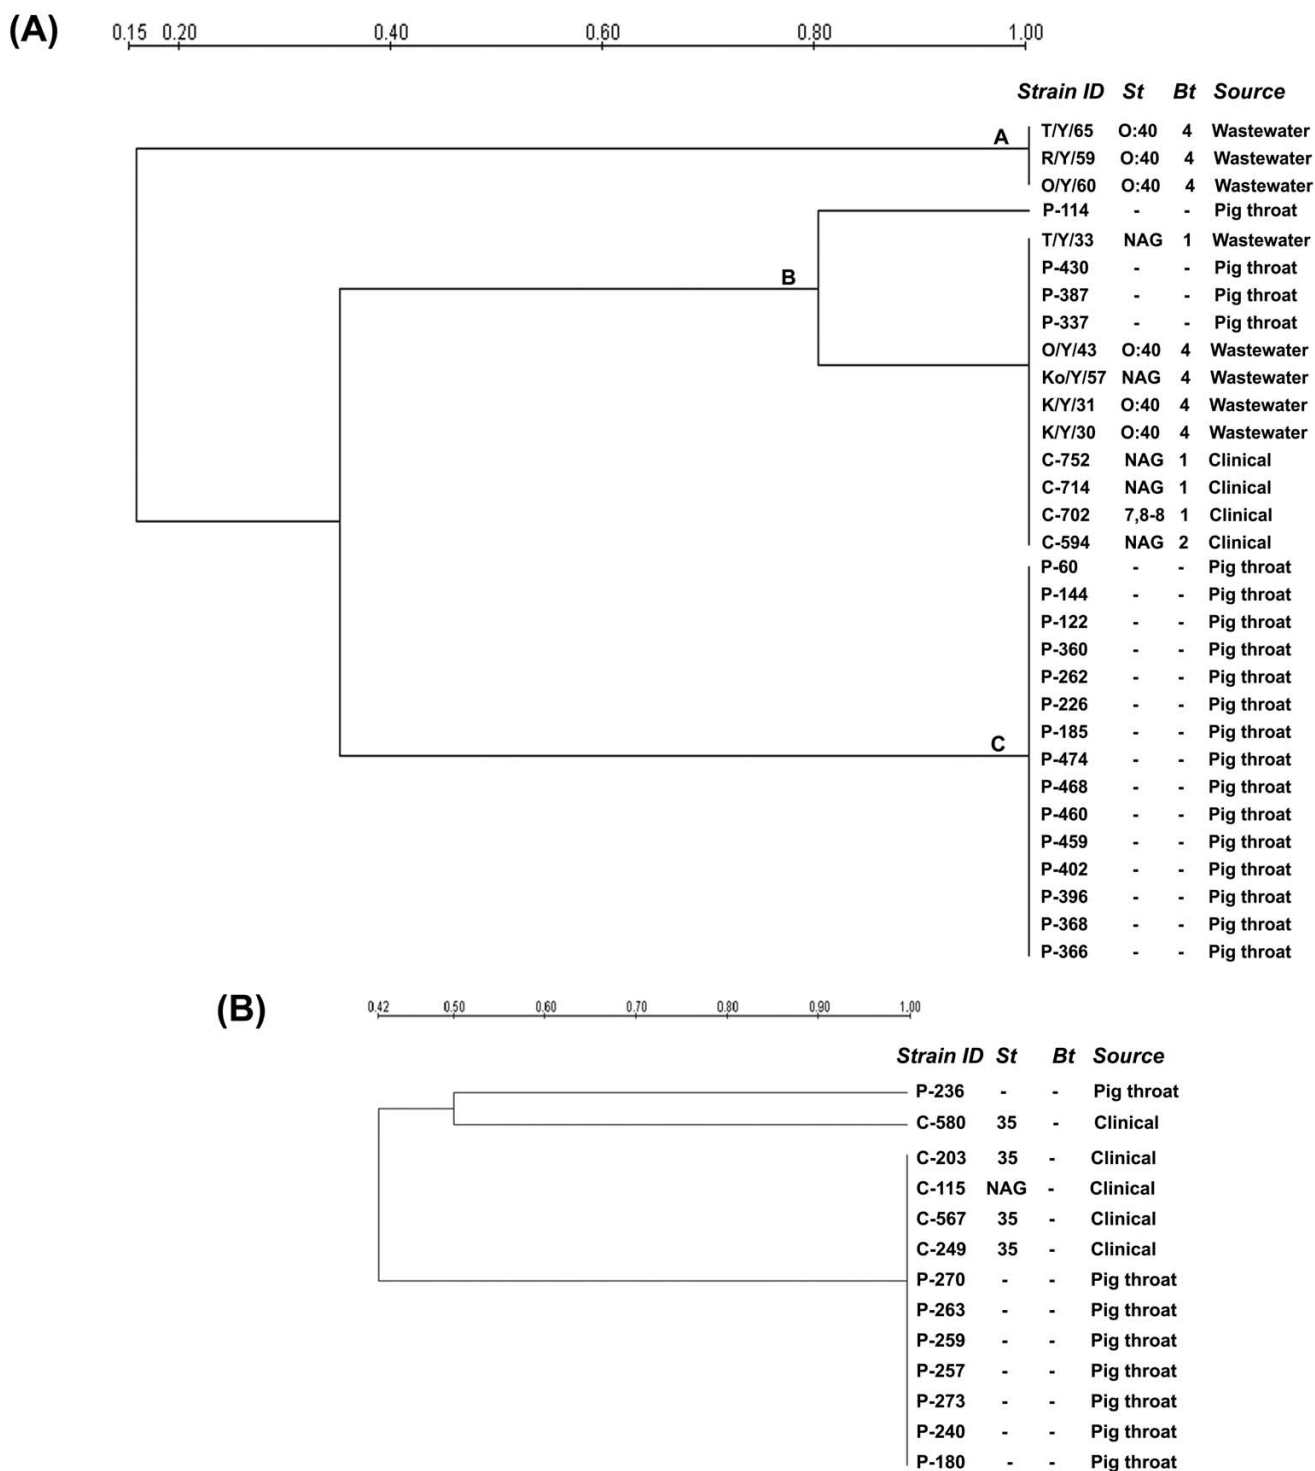 (A)
0.15 0.20 0.40 0.60 0.80 1.00
Strain ID St Bt Source
A
T/Y/65 O:40 4 Wastewater
R/Y/59 O:40 4 Wastewater
O/Y/60 O:40 4 Wastewater
P-114 - - Pig throat
T/Y/33 NAG 1 Wastewater
P-430 - - Pig throat
B
P-387 - - Pig throat
P-337 - - Pig throat
O/Y/43 O:40 4 Wastewater
Ko/Y/57 NAG 4 Wastewater
K/Y/31 O:40 4 Wastewater
K/Y/30 O:40 4 Wastewater
C-752 NAG 1 Clinical
C-714 NAG 1 Clinical
C-702 7,8-8 1 Clinical
C-594 NAG 2 Clinical
P-60 - - Pig throat
P-144 - - Pig throat
P-122 - - Pig throat
P-360 - - Pig throat
P-262 - - Pig throat
P-226 - - Pig throat
P-185 - - Pig throat
C
P-474 - - Pig throat
P-468 - - Pig throat
P-460 - - Pig throat
P-459 - - Pig throat
P-402 - - Pig throat
P-396 - - Pig throat
P-368 - - Pig throat
P-366 - - Pig throat
(B)
0.42 0.50 0.60 0.70 0.80 0.90 1.00
Strain ID St Bt Source
P-236 - - Pig throat
C-580 35 - Clinical
C-203 35 - Clinical
C-115 NAG - Clinical
C-567 35 - Clinical
C-249 35 - Clinical
P-270 - - Pig throat
P-263 - - Pig throat
P-259 - - Pig throat
P-257 - - Pig throat
P-273 - - Pig throat
P-240 - - Pig throat
P-180 - - Pig throat